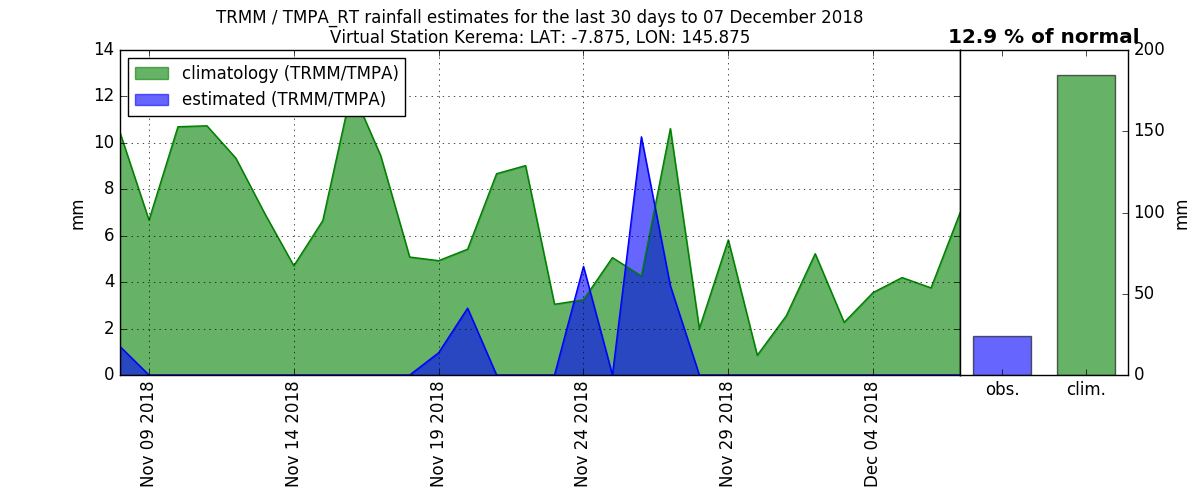 TRMM / TMPA_RT rainfall estimates for the last 30 days to 07 December 2018
Virtual Station Kerema: LAT: -7.875, LON: 145.875
12.9 % of normal
climatology (TRMM/TMPA)
estimated (TRMM/TMPA)
14
12
10
8
6
4
2
0
mm
Nov 09 2018
Nov 14 2018
Nov 19 2018
Nov 24 2018
Nov 29 2018
Dec 04 2018
200
150
100
50
0
mm
obs.
clim.